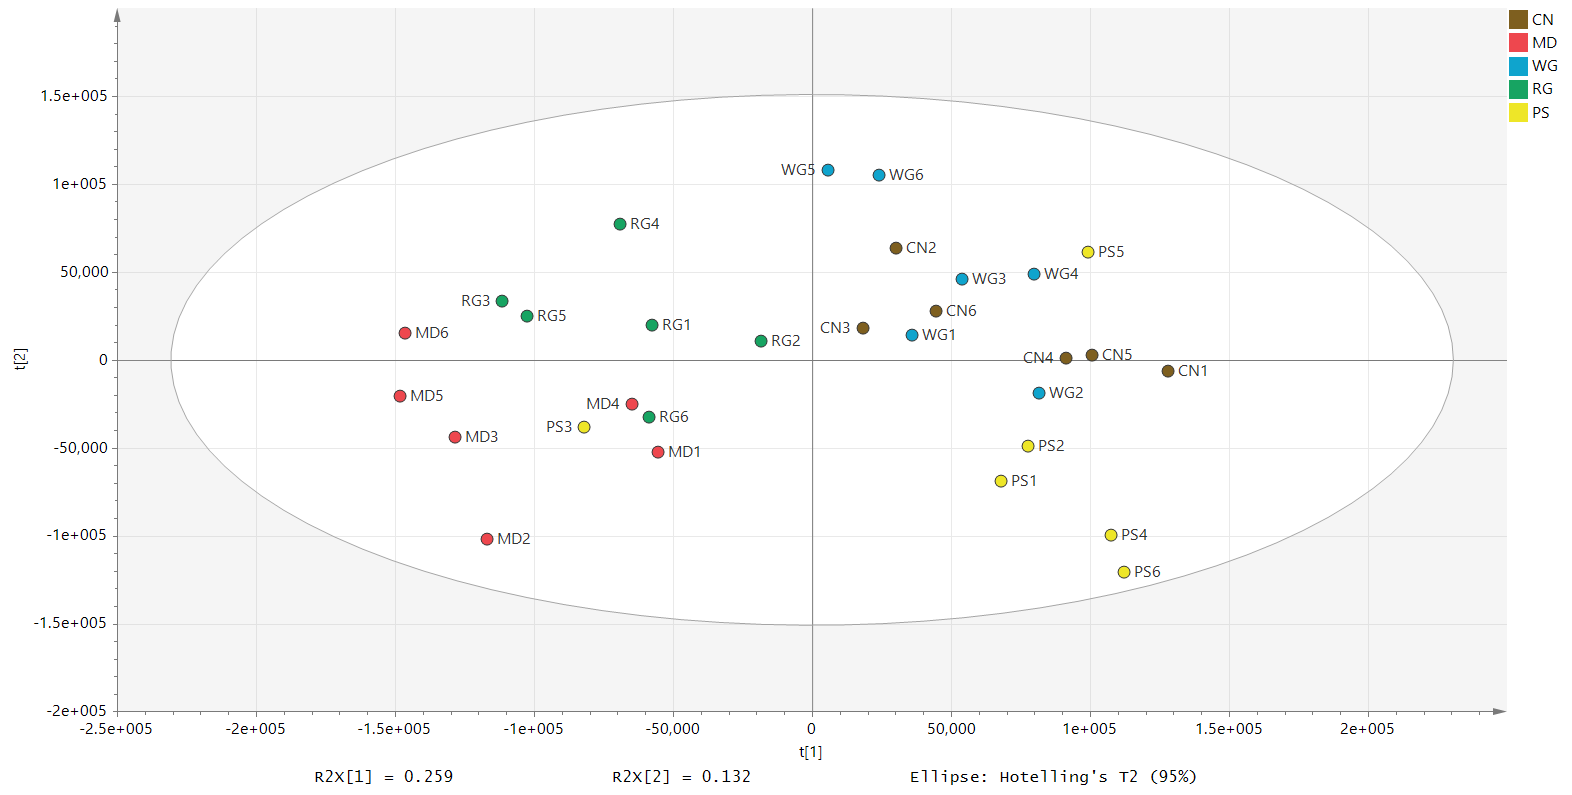 CN
MD
WG
RG
PS
1.5e+005
1e+005
50,000
0
-50,000
-1e+005
-1.5e+005
-2e+005
t[2]
WG5
WG6
RG4
CN2
PS5
WG3
WG4
RG3
RG5
CN6
RG1
CN3
MD6
WG1
RG2
CN4
CN5
CN1
MD5
WG2
MD4
RG6
PS3
MD3
PS2
MD1
PS1
PS4
MD2
PS6
-2.5e+005 -2e+005 -1.5e+005 -1e+005 -50,000 0 50,000 1e+005 1.5e+005 2e+005
t[1]
R2X[1] = 0.259 R2X[2] = 0.132 Ellipse: Hotelling's T2 (95%)